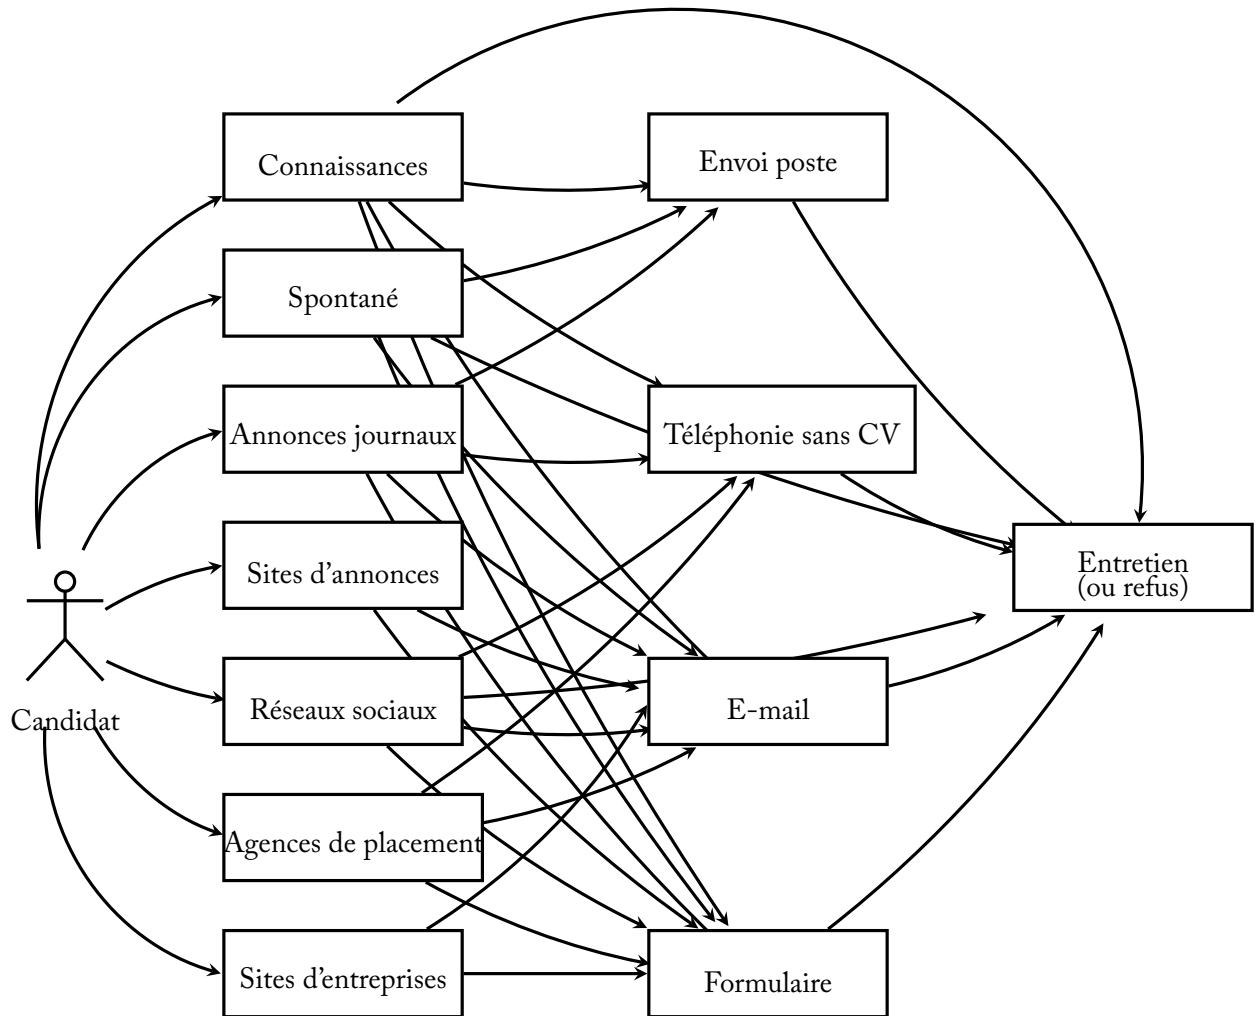 Connaissances
Envoi poste
Spontané
Annonces journaux
Téléphonie sans CV
Sites d'annonces
Entretien
(ou refus)
Réseaux sociaux
E-mail
Candidat
Agences de placement
Sites d'entreprises
Formulaire